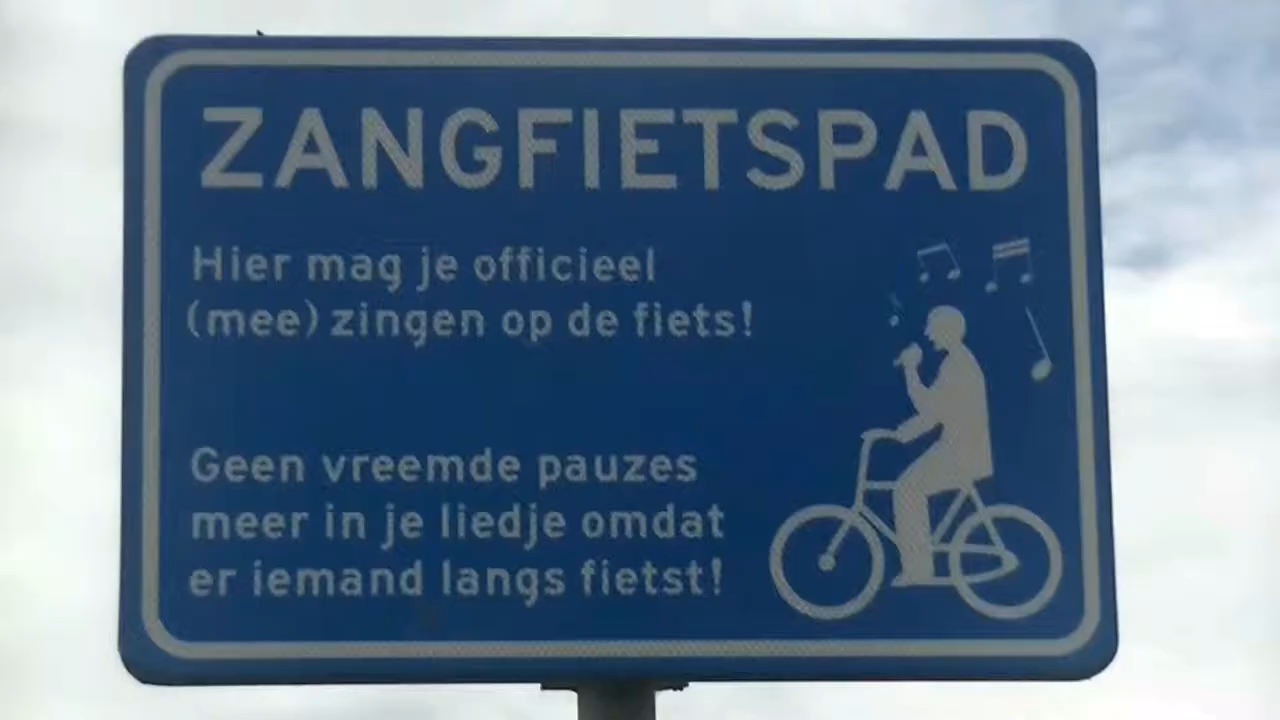 ZANGFIETSPAD
Hier mag je officieel
(mee) zingen op de fiets!
Geen vreemde pauzes
meer in je liedje omdat
er iemand langs fietst!